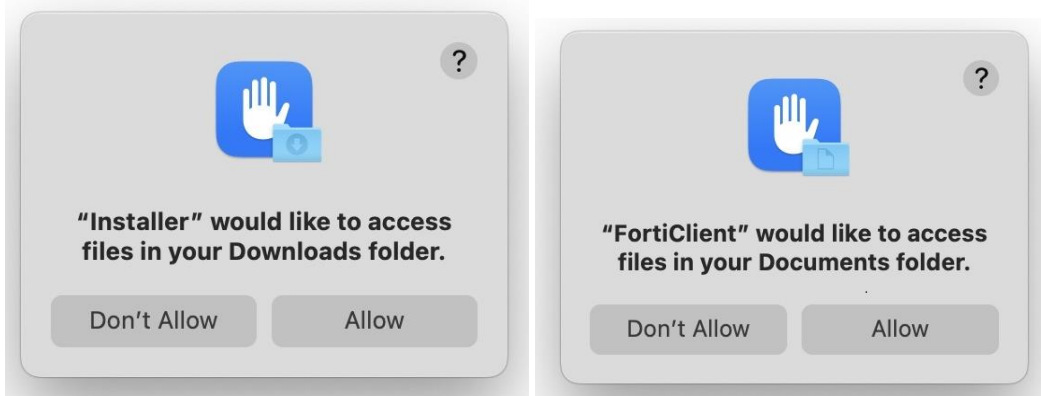 ?
“Installer” would like to access
files in your Downloads folder.
Don’t Allow
Allow
?
“FortiClient” would like to access
files in your Documents folder.
Don’t Allow
Allow